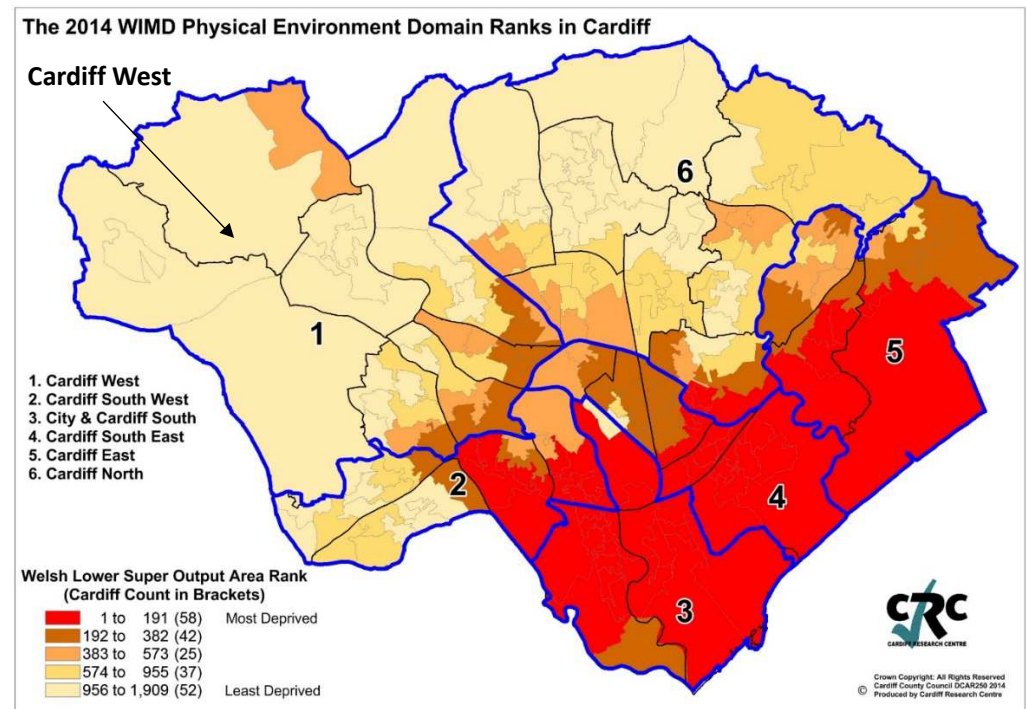 The 2014 WIMD Physical Environment Domain Ranks in Cardiff
Cardiff West
6
1
5
1. Cardiff West
2. Cardiff South West
3. City & Cardiff South
4. Cardiff South East
5. Cardiff East
6. Cardiff North
2
4
3
Welsh Lower Super Output Area Rank
(Cardiff Count in Brackets)
1 to 191 (58) Most Deprived
192 to 382 (42)
383 to 573 (25)
574 to 955 (37)
956 to 1,909 (52) Least Deprived
CRC
CARDIFF RESEARCH CENTRE
Crown Copyright: All Rights Reserved
© Cardiff County Council DCAR250 2014
Produced by Cardiff Research Centre